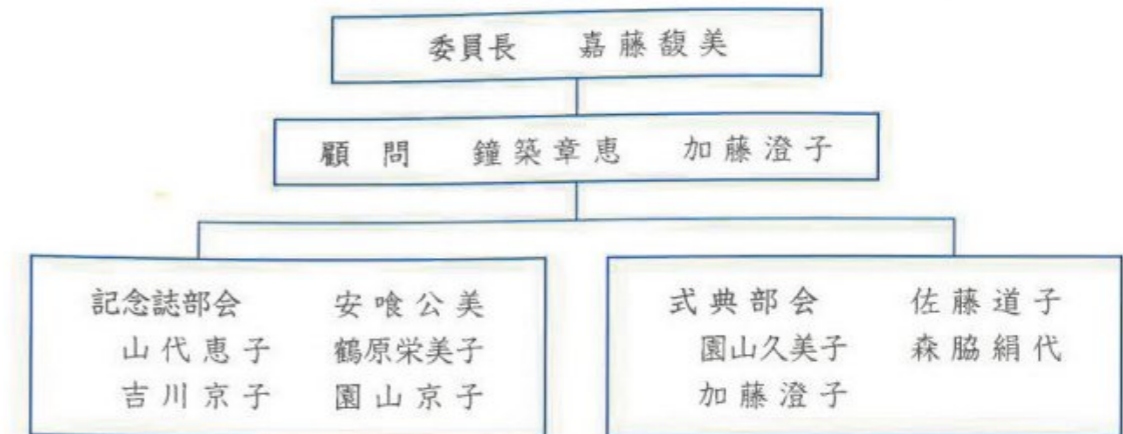 委員長　嘉藤馥美
顧問　鐘築章恵　加藤澄子
記念誌部会　安喰公美
山代恵子　鶴原栄美子
吉川京子　園山京子
式典部会　佐藤道子
園山久美子　森脇絹代
加藤澄子